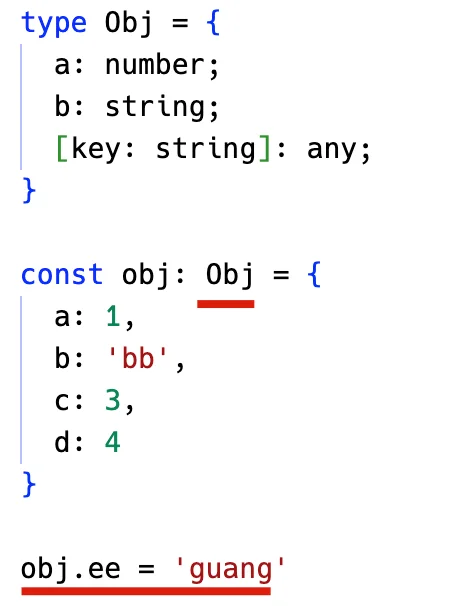 type Obj = {
  a: number;
  b: string;
  [key: string]: any;
}

const obj: Obj = {
  a: 1,
  b: 'bb',
  c: 3,
  d: 4
}

obj.ee = 'guang'